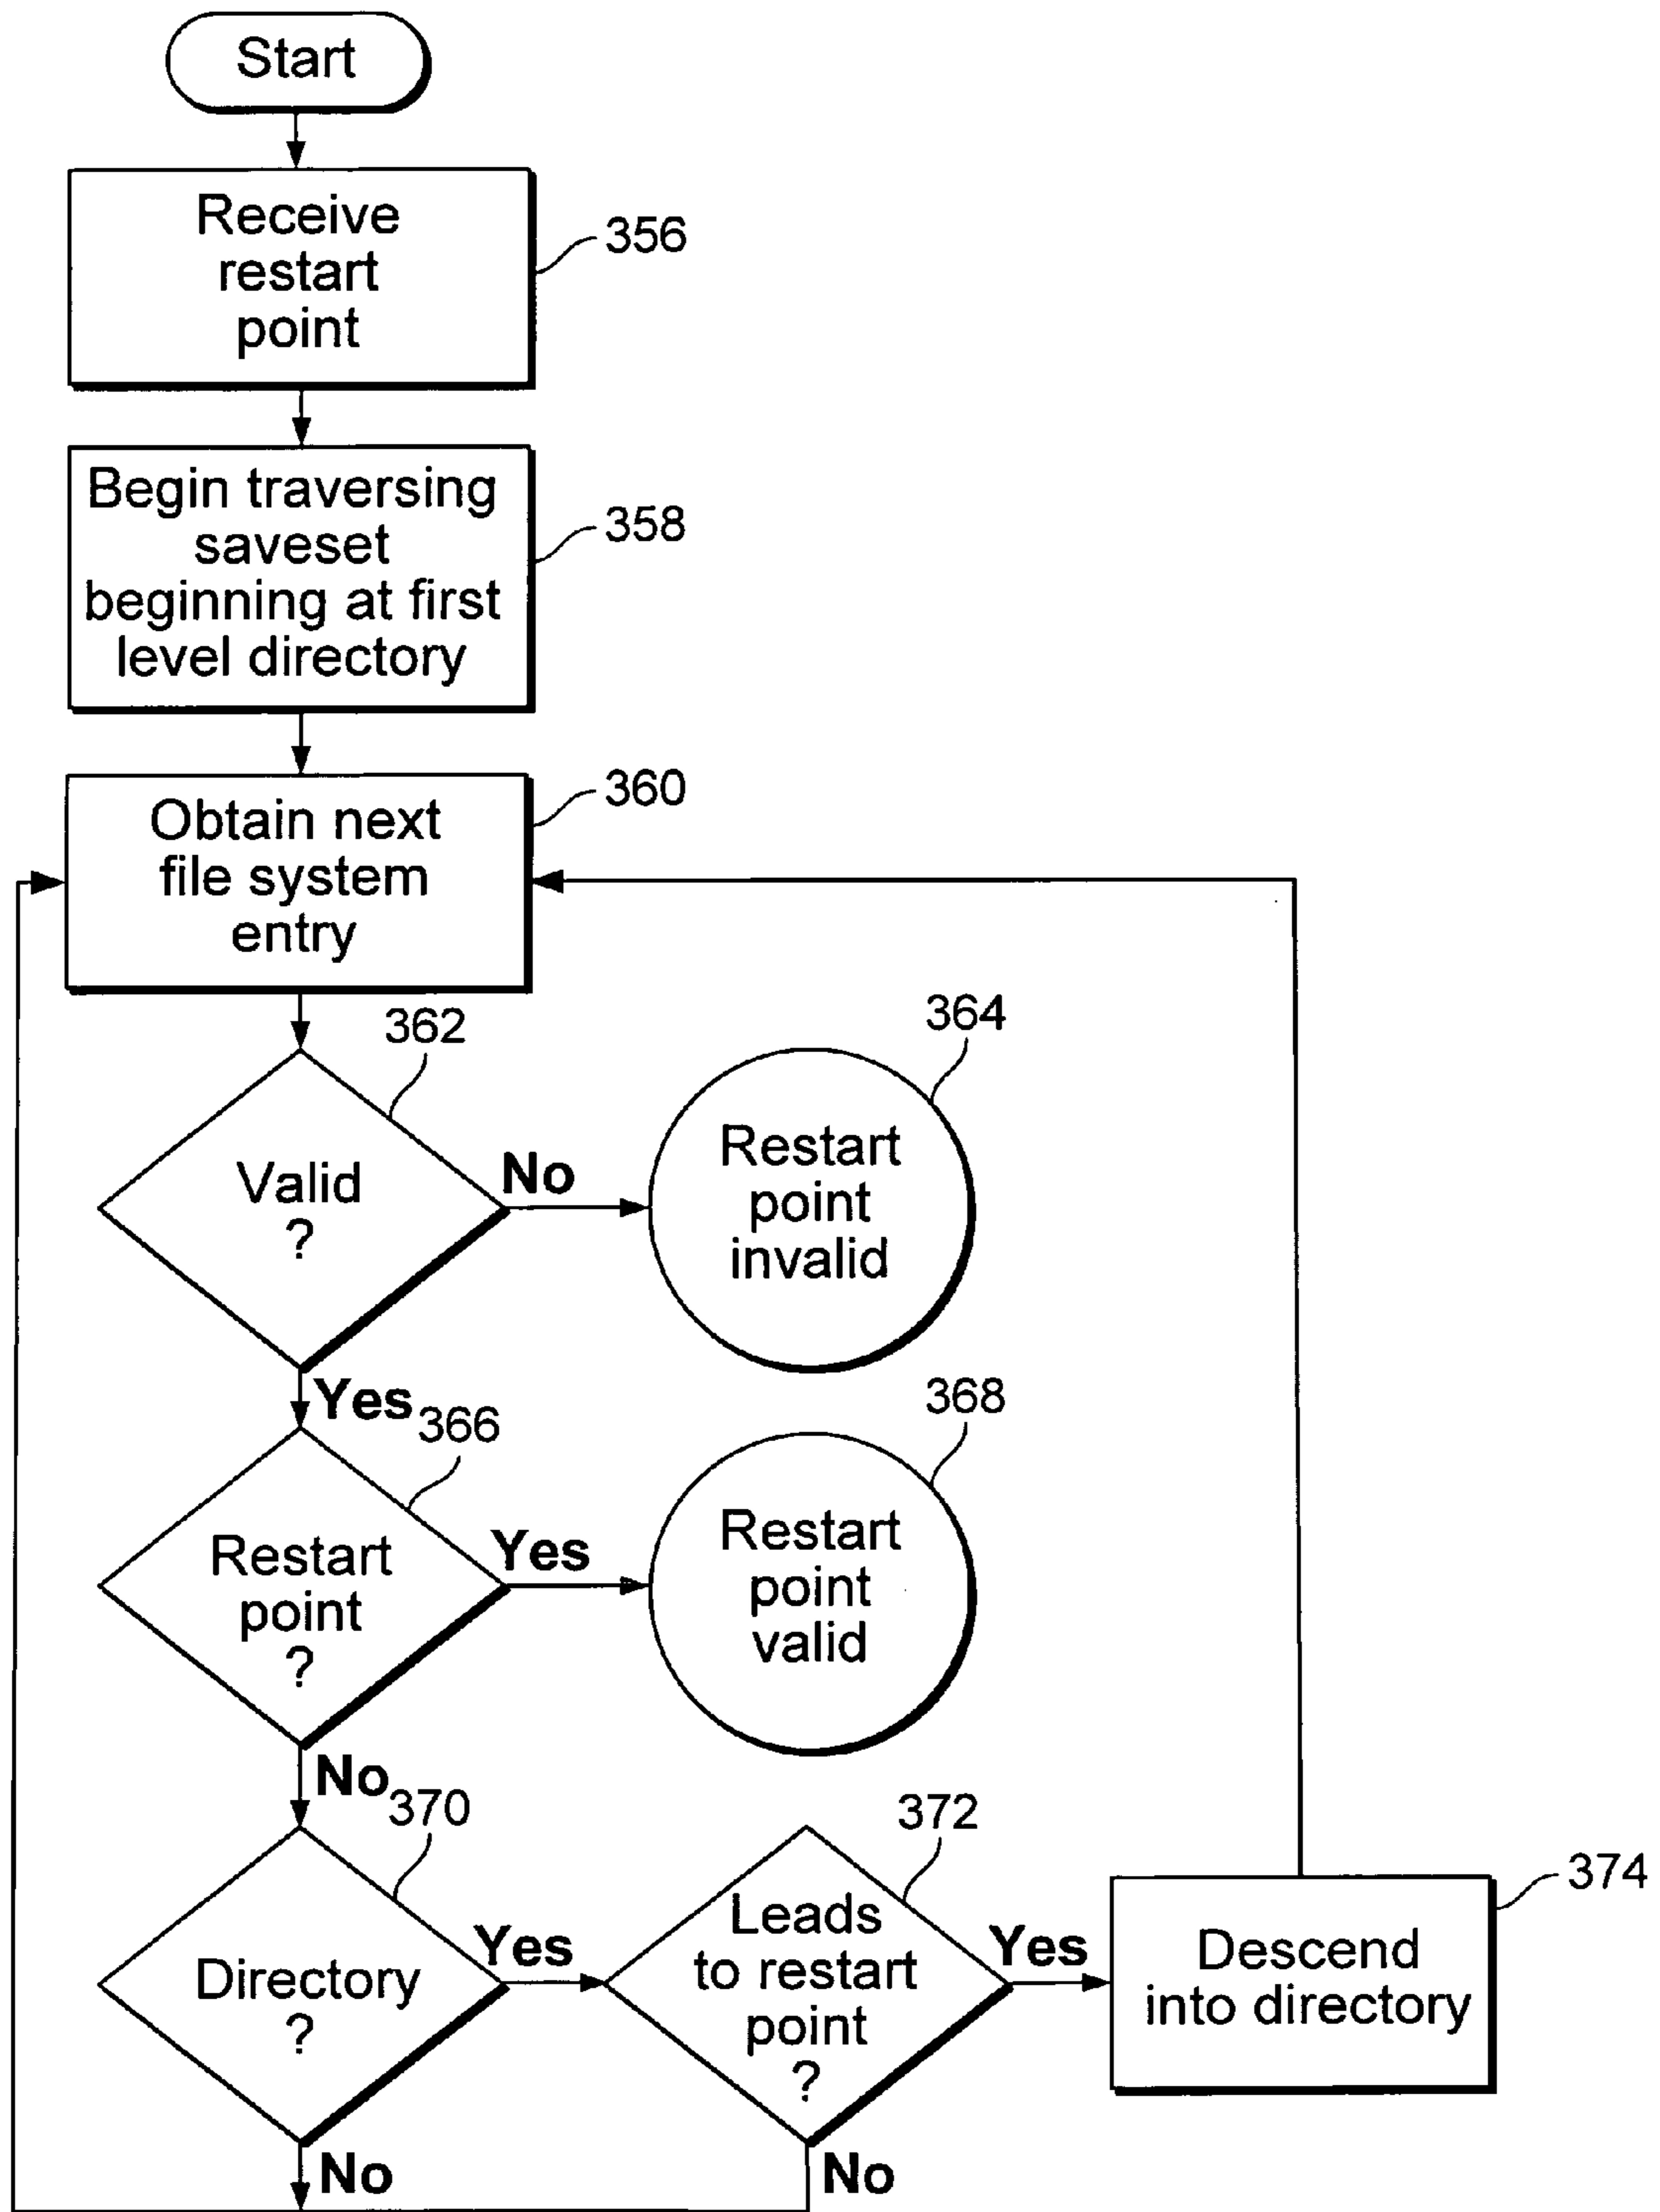 Start
Receive
restart
point
356
Begin traversing
saveset
beginning at first
level directory
358
Obtain next
file system
entry
360
362
Valid
?
No
364
Restart
point
invalid
Yes
366
Restart
point
?
Yes
368
Restart
point
valid
No
370
Directory
?
Yes
372
Leads
to restart
point
?
Yes
374
Descend
into directory
No
No